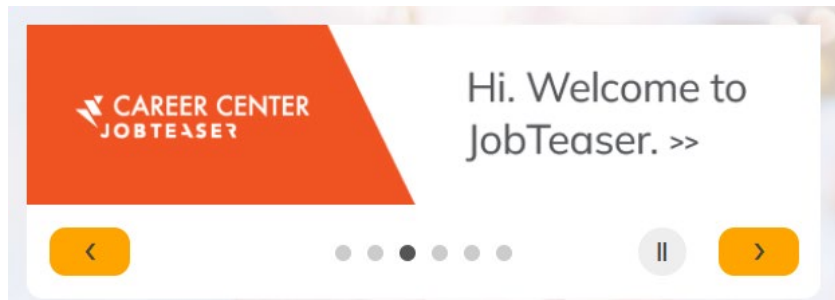 CAREER CENTER
JOBTEASER
Hi. Welcome to
JobTeaser. >>